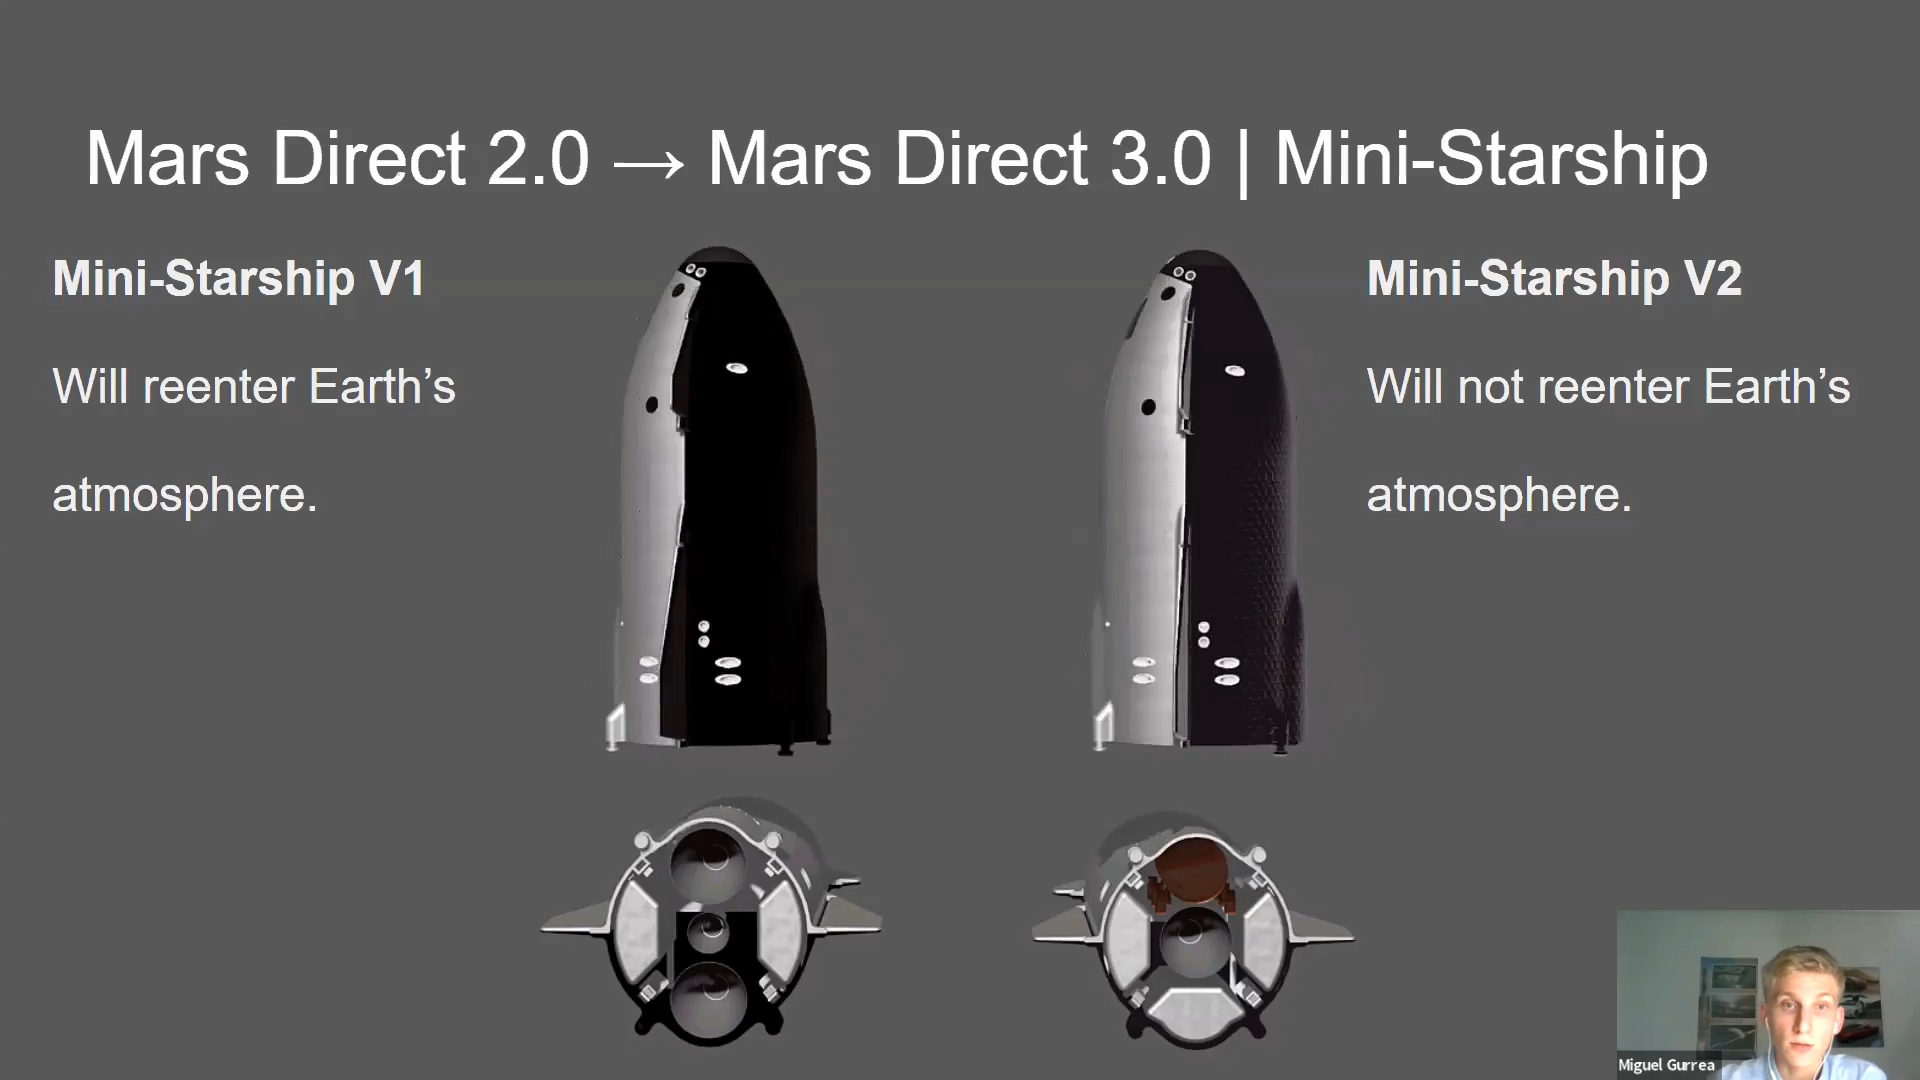 Mars Direct 2.0 → Mars Direct 3.0 | Mini-Starship
Mini-Starship V1
Will reenter Earth’s
atmosphere.
Mini-Starship V2
Will not reenter Earth’s
atmosphere.
Miguel Gurrea